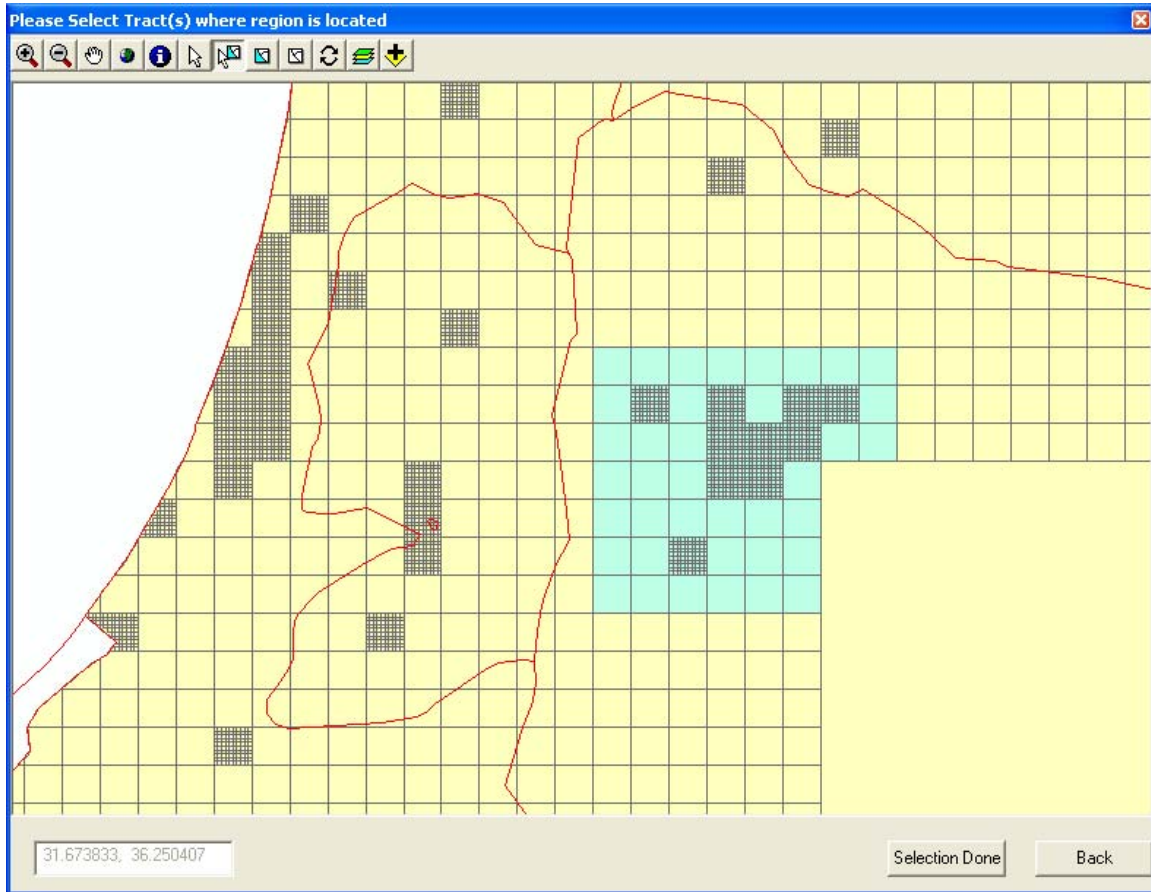 Please Select Tract(s) where region is located
31.673833, 36.250407
Selection Done
Back